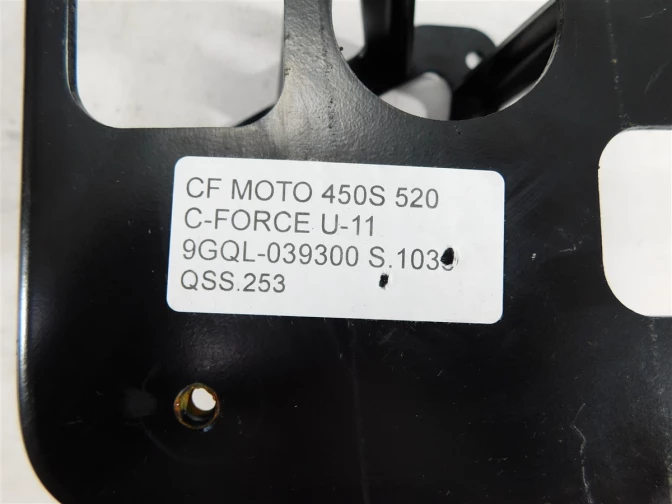 CF MOTO 450S 520
C-FORCE U-11
9GQL-039300
QSS.253